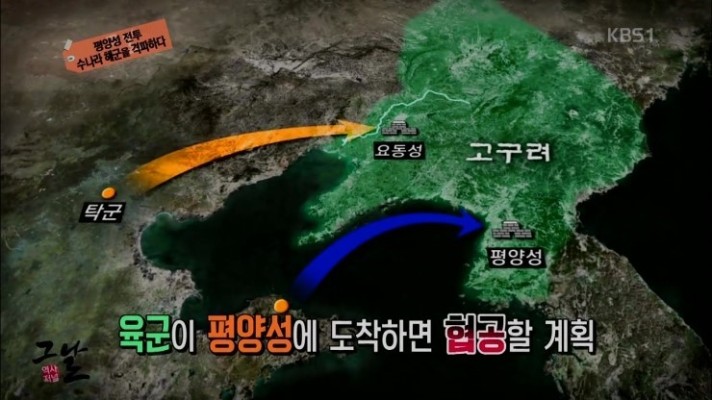 평양성 전투
수나라 해군을 격파하다
KBS1
요동성
고구려
탁군
평양성
육군이 평양성에 도착하면 협공할 계획
역사
저널
그날